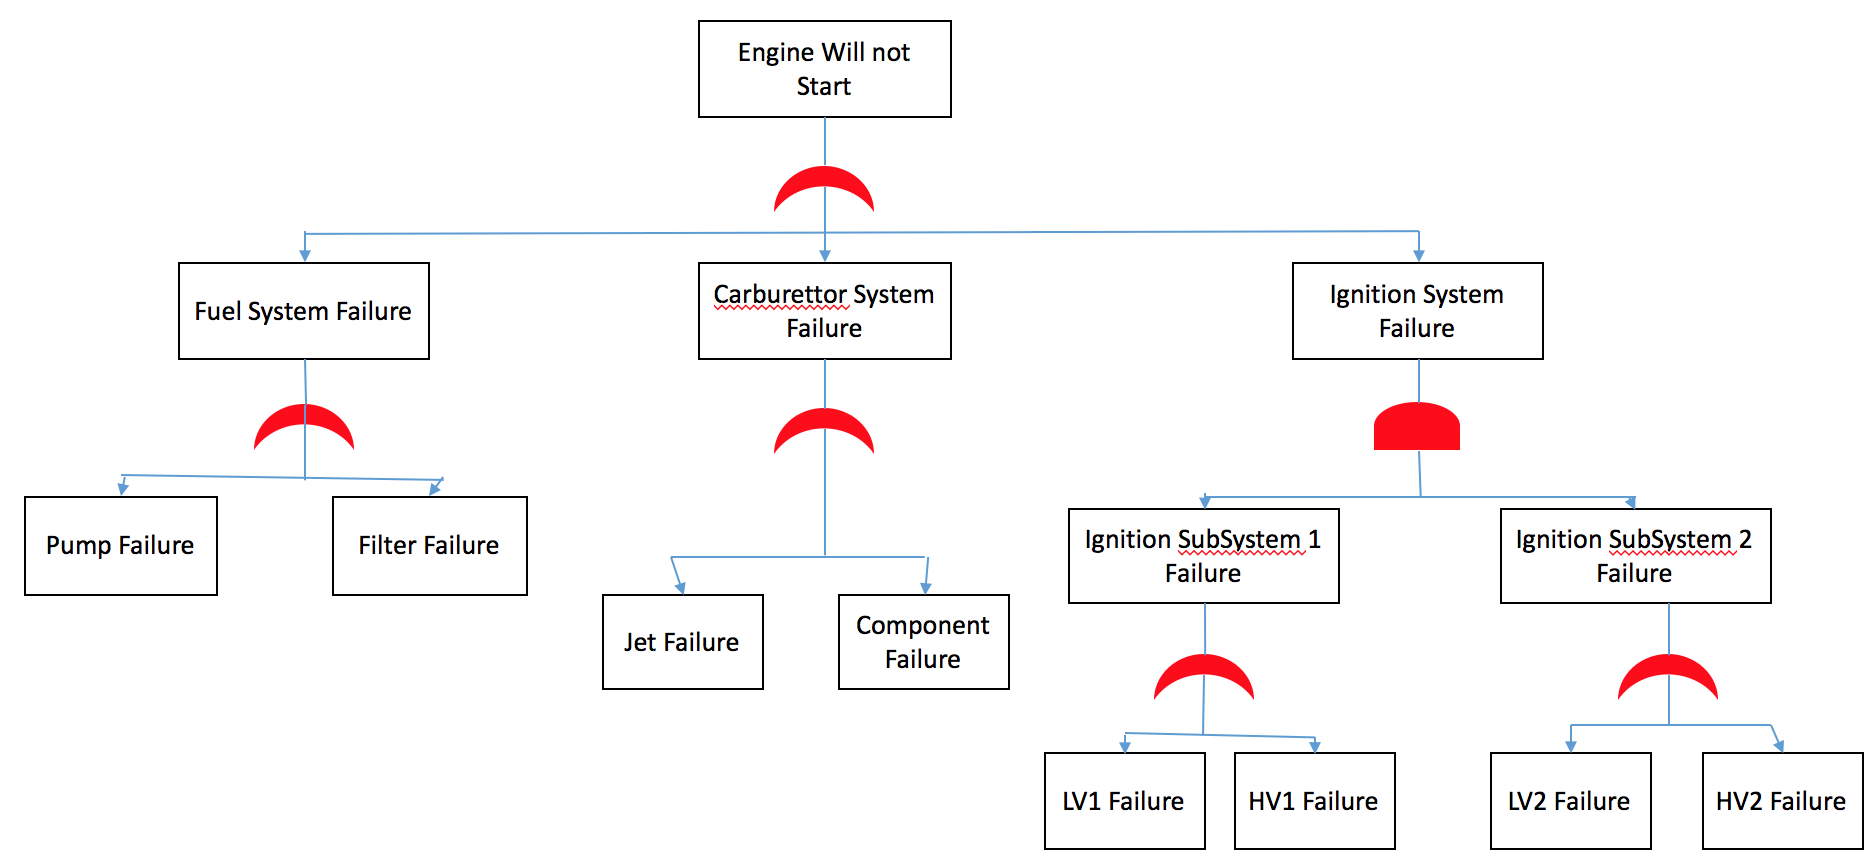 Engine Will not
Start
Fuel System Failure
Carburettor System
Failure
Ignition System
Failure
Pump Failure
Filter Failure
Ignition SubSystem 1
Failure
Ignition SubSystem 2
Failure
Jet Failure
Component
Failure
LV1 Failure
HV1 Failure
LV2 Failure
HV2 Failure